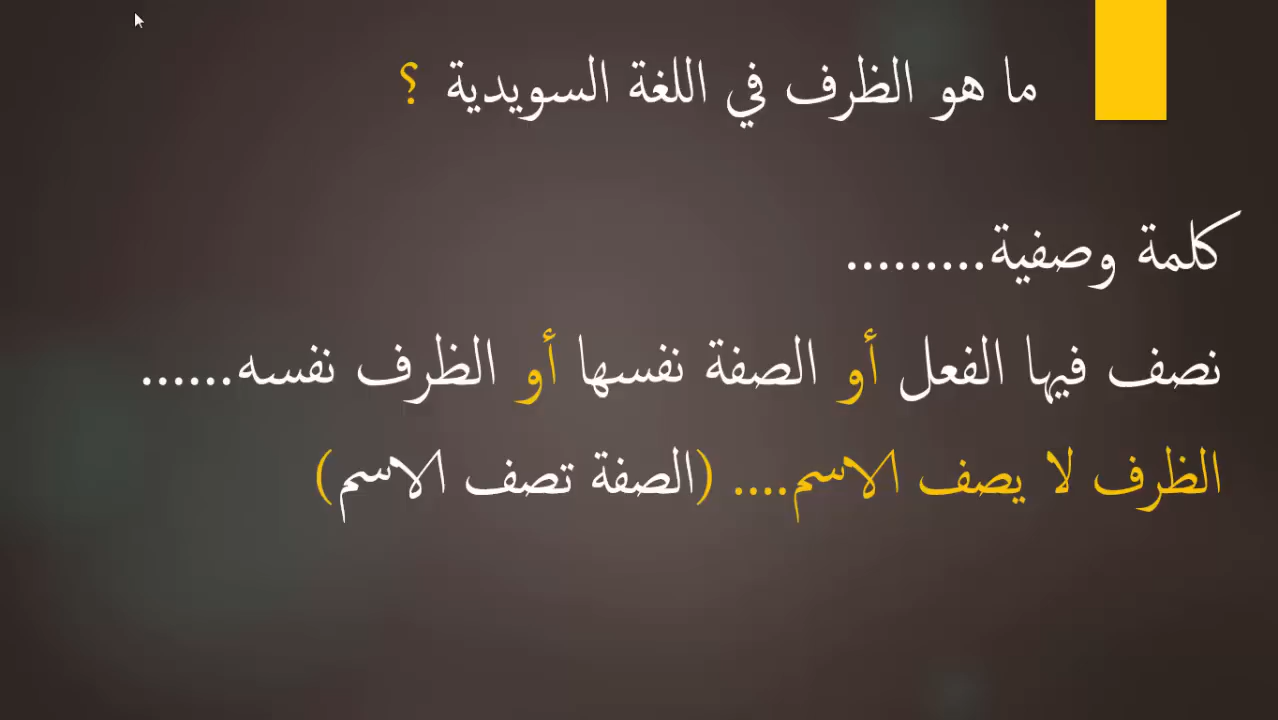 ما هو الظرف في اللغة السويدية ؟
كلمة وصفية.........
نصف فيها الفعل أو الصفة نفسها أو الظرف نفسه......
الظرف لا يصف الاسم.... (الصفة تصف الاسم)